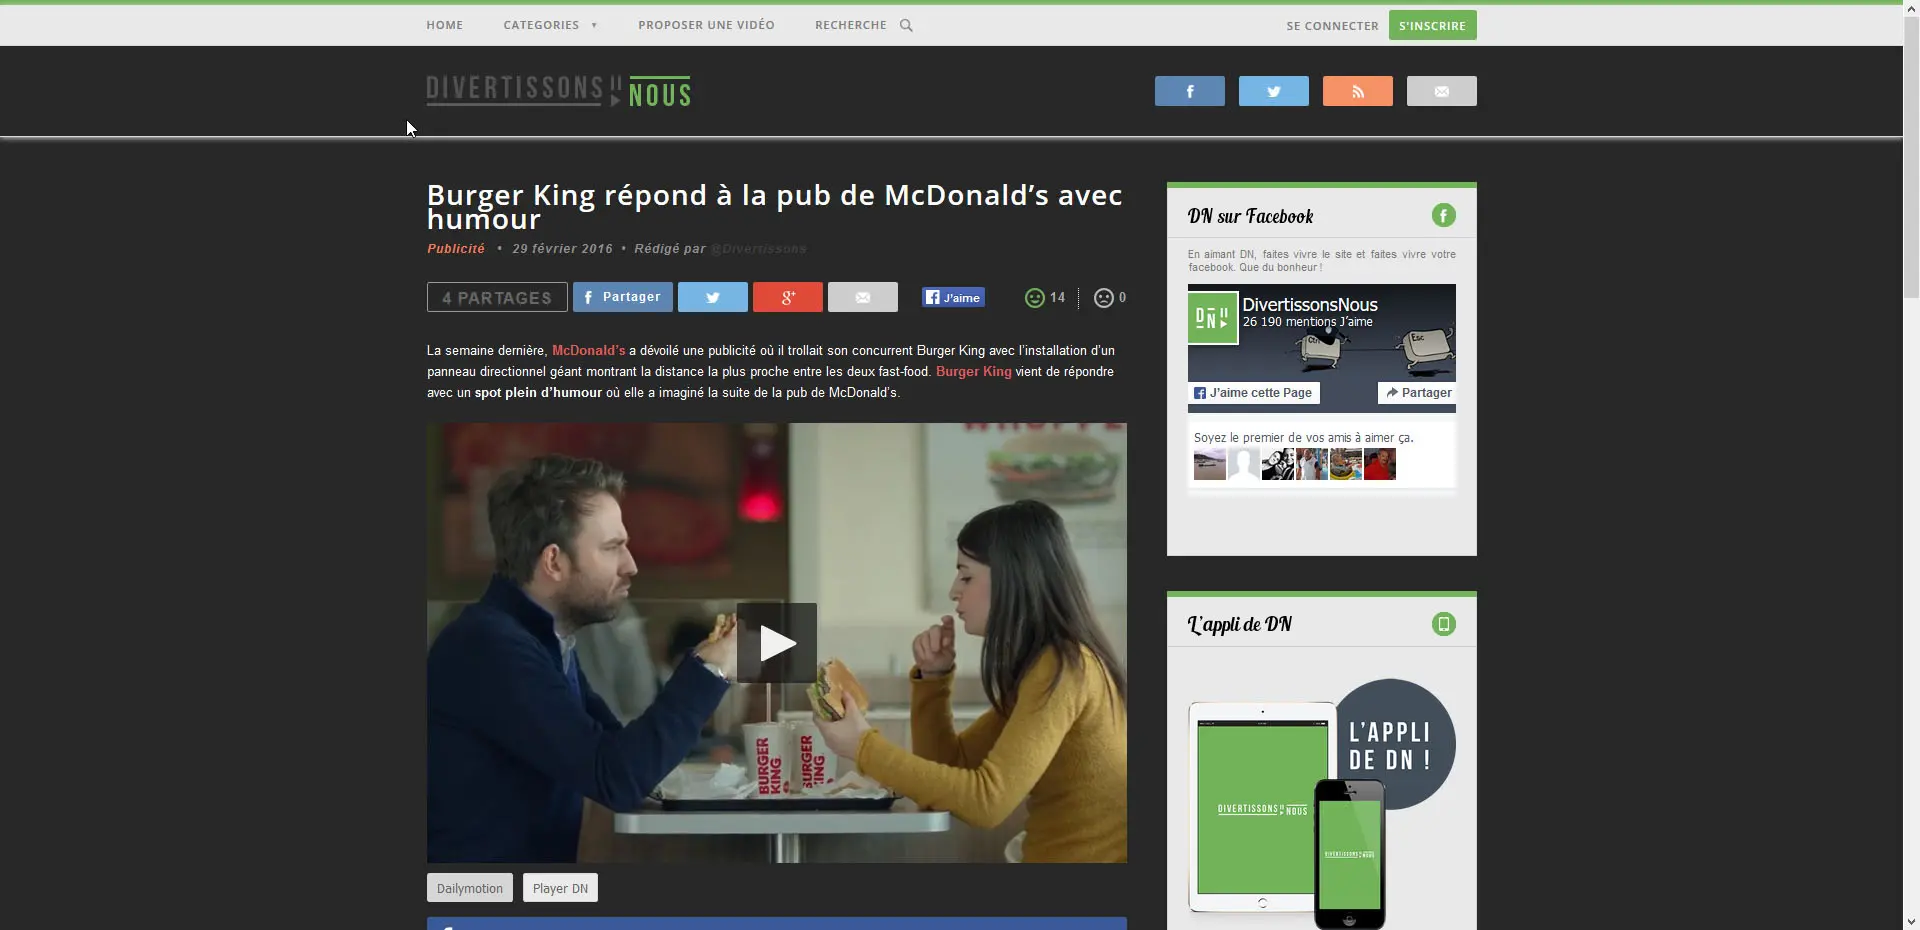 HOME CATEGORIES ▼ PROPOSER UNE VIDÉO RECHERCHE SE CONNECTER S'INSCRIRE
DIVERTISSONS NOUS
Burger King répond à la pub de McDonald’s avec
humour
Publicité • 29 février 2016 • Rédigé par @Divertissons
4 PARTAGES Partager g+ J'aime 14 0
La semaine dernière, McDonald’s a dévoilé une publicité où il trollait son concurrent Burger King avec l’installation d’un
panneau directionnel géant montrant la distance la plus proche entre les deux fast-food. Burger King vient de répondre
avec un spot plein d’humour où elle a imaginé la suite de la pub de McDonald’s.
BURGER
KING
BURGER
KING
Dailymotion Player DN
DN sur Facebook
En aimant DN, faites vivre le site et faites vivre votre
facebook. Que du bonheur !
DN
DivertissonsNous
26 190 mentions J’aime
Ctrl
Esc
J’aime cette Page Partager
Soyez le premier de vos amis à aimer ça.
L’appli de DN
L’APPLI
DE DN !
DIVERTISSONS NOUS
DIVERTISSONS NOUS